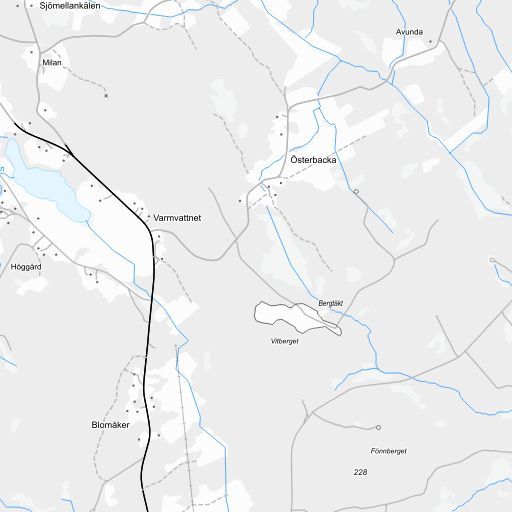 Sjömellankälen
Avunda
Milan
Österbacka
n
Varmvattnet
Höggård
Bergtäkt
Vitberget
Blomåker
Fönnberget
228